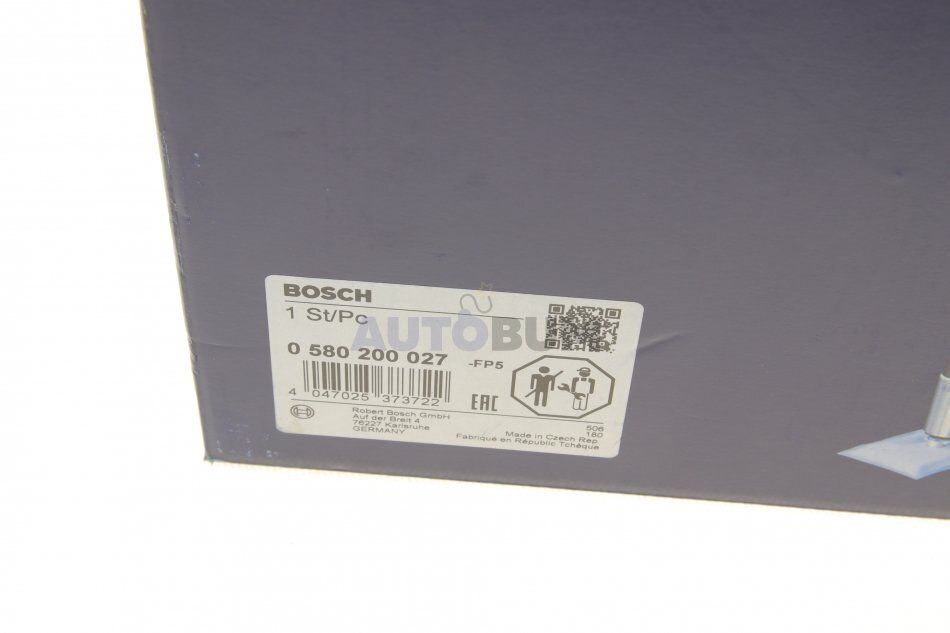 BOSCH
1 St/Pc
AUTOBU
0 580 200 027 -FP5
4 047025 373722
EAC
Robert Bosch GmbH
Auf der Breit 4
76227 Karlsruhe
GERMANY
506
180
Made in Czech Rep.
Fabriqué en République Tchèque